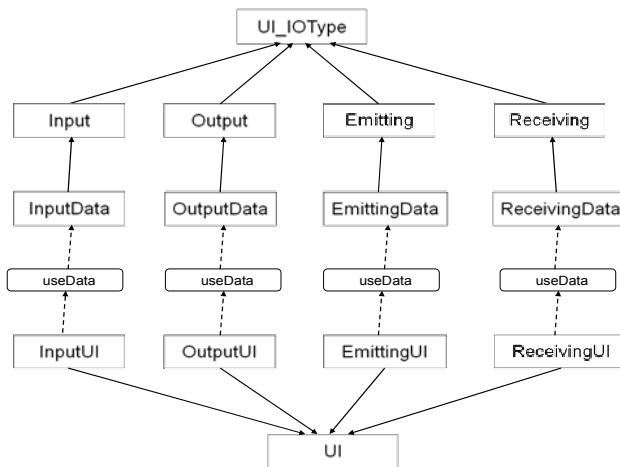 UI_IOType
Input Output Emitting Receiving
InputData OutputData EmittingData ReceivingData
useData useData useData useData
InputUI OutputUI EmittingUI ReceivingUI
UI